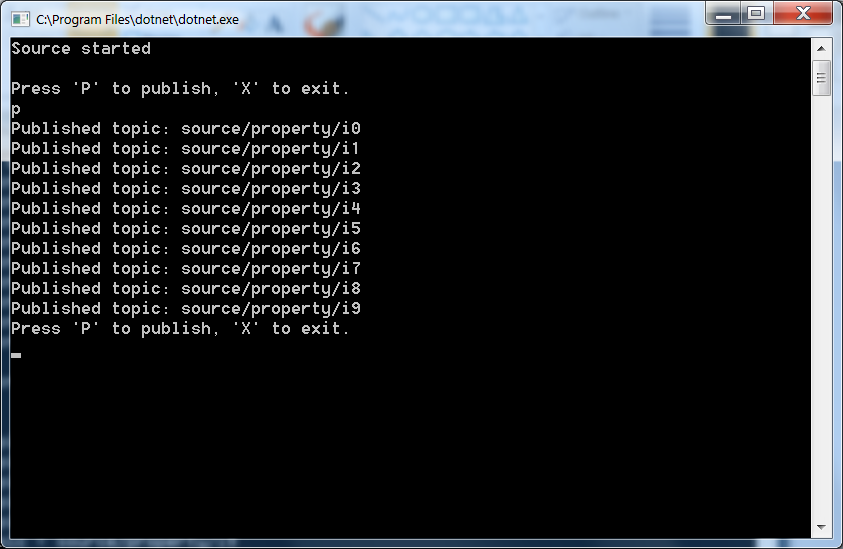 C:\Program Files\dotnet\dotnet.exe
Source started
Press 'P' to publish, 'X' to exit.
p
Published topic: source/property/i0
Published topic: source/property/i1
Published topic: source/property/i2
Published topic: source/property/i3
Published topic: source/property/i4
Published topic: source/property/i5
Published topic: source/property/i6
Published topic: source/property/i7
Published topic: source/property/i8
Published topic: source/property/i9
Press 'P' to publish, 'X' to exit.